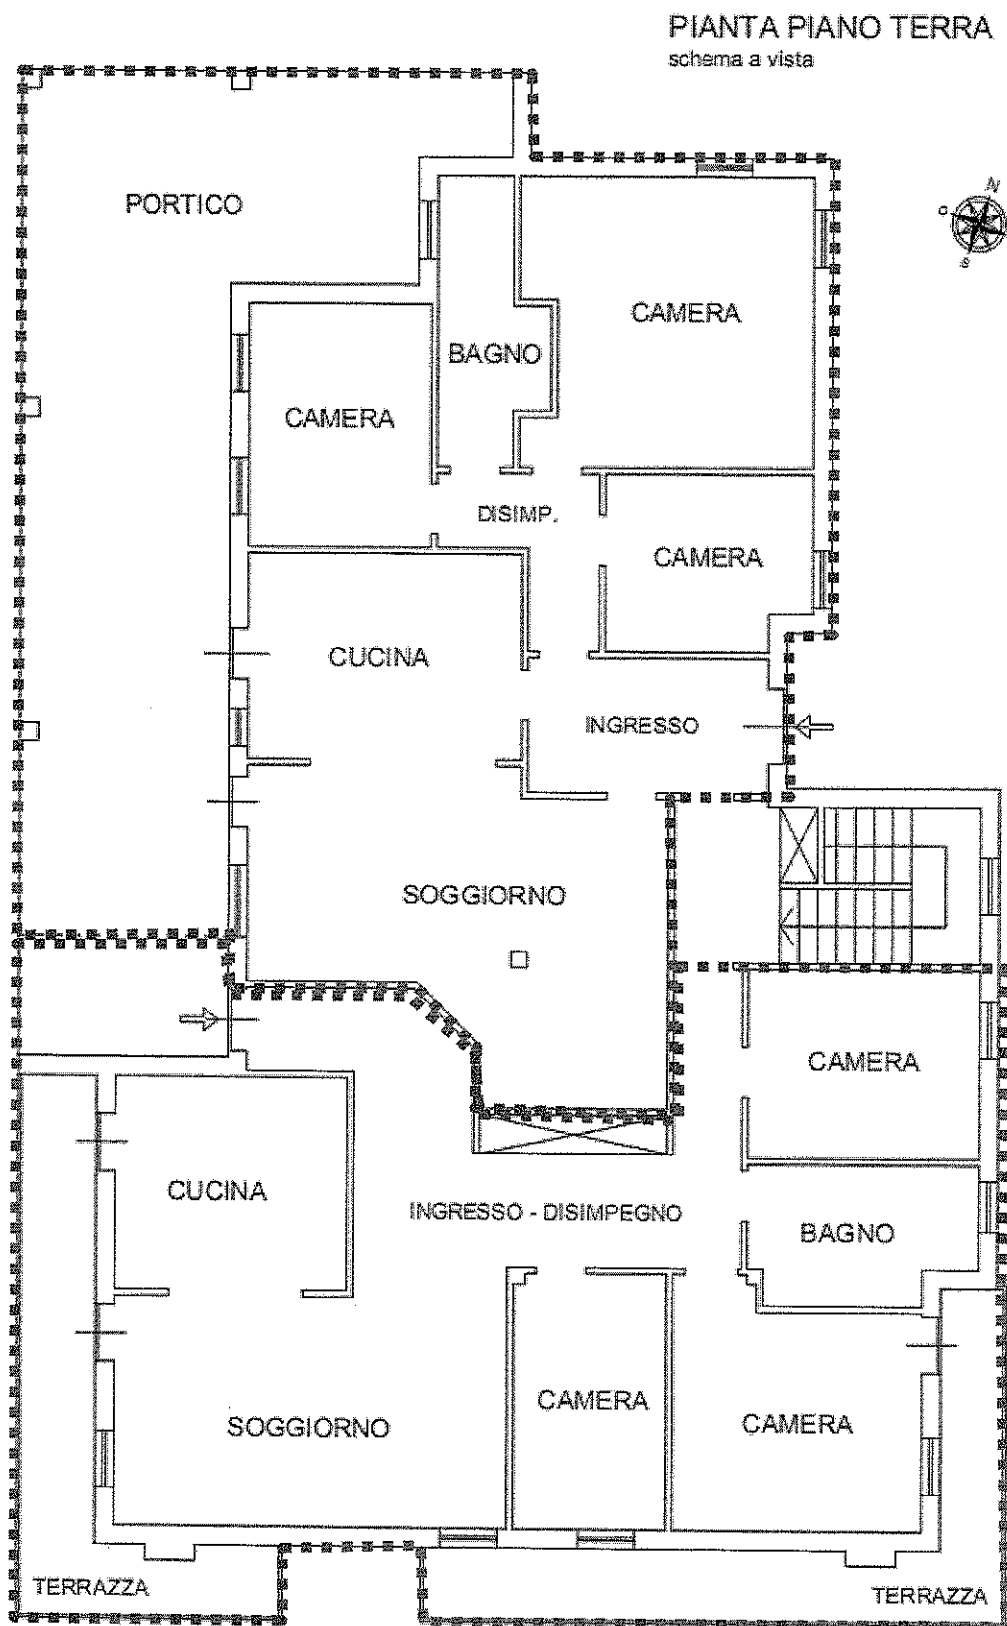 PIANTA PIANO TERRA
schema a vista
PORTICO
N
O
S
CAMERA
BAGNO
CAMERA
DISIMP.
CAMERA
CUCINA
INGRESSO
SOGGIORNO
CAMERA
CUCINA
INGRESSO - DISIMPEGNO
BAGNO
CAMERA
CAMERA
SOGGIORNO
TERRAZZA
TERRAZZA